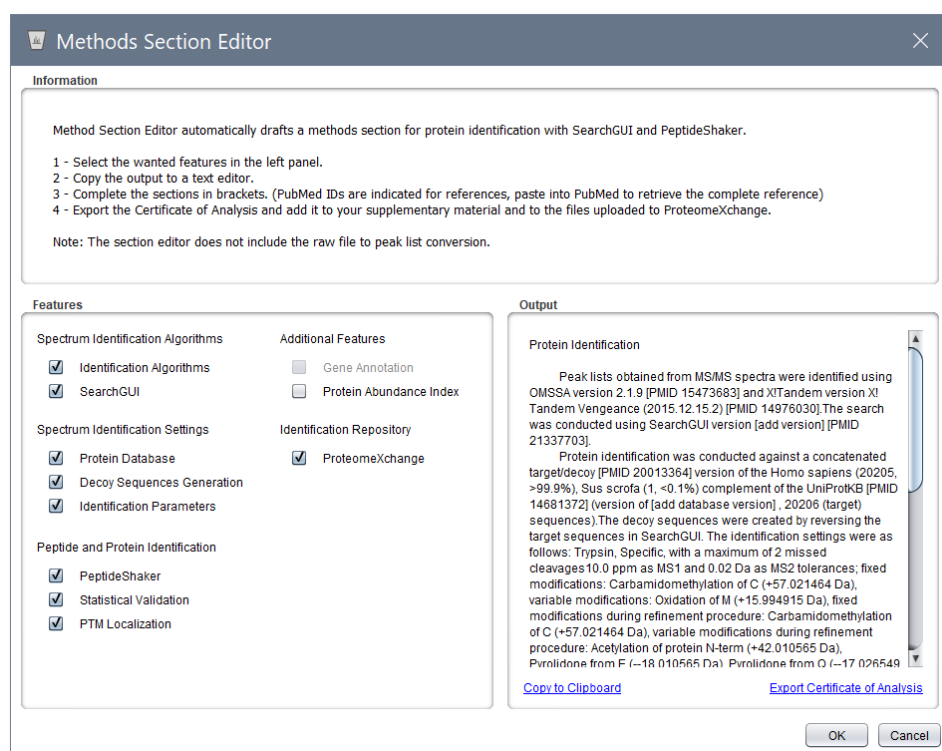 Methods Section Editor
Information
Method Section Editor automatically drafts a methods section for protein identification with SearchGUI and PeptideShaker.
1 - Select the wanted features in the left panel.
2 - Copy the output to a text editor.
3 - Complete the sections in brackets. (PubMed IDs are indicated for references, paste into PubMed to retrieve the complete reference)
4 - Export the Certificate of Analysis and add it to your supplementary material and to the files uploaded to ProteomeXchange.
Note: The section editor does not include the raw file to peak list conversion.
Features
Spectrum Identification Algorithms
Identification Algorithms
SearchGUI
Spectrum Identification Settings
Protein Database
Decoy Sequences Generation
Identification Parameters
Peptide and Protein Identification
PeptideShaker
Statistical Validation
PTM Localization
Additional Features
Gene Annotation
Protein Abundance Index
Identification Repository
ProteomeXchange
Output
Protein Identification
Peak lists obtained from MS/MS spectra were identified using
OMSSA version 2.1.9 [PMID 15473683] and X!Tandem version X!
Tandem Vengeance (2015.12.15.2) [PMID 14976030].The search
was conducted using SearchGUI version [add version] [PMID
21337703].
Protein identification was conducted against a concatenated
target/decoy [PMID 20013364] version of the Homo sapiens (20205,
>99.9%), Sus scrofa (1, <0.1%) complement of the UniProtKB [PMID
14681372] (version of [add database version] , 20206 (target)
sequences).The decoy sequences were created by reversing the
target sequences in SearchGUI. The identification settings were as
follows: Trypsin, Specific, with a maximum of 2 missed
cleavages10.0 ppm as MS1 and 0.02 Da as MS2 tolerances; fixed
modifications: Carbamidomethylation of C (+57.021464 Da),
variable modifications: Oxidation of M (+15.994915 Da), fixed
modifications during refinement procedure: Carbamidomethylation
of C (+57.021464 Da), variable modifications during refinement
procedure: Acetylation of protein N-term (+42.010565 Da),
Pyrolidone from E (--18.010565 Da), Pyrolidone from Q (--17.026549
Copy to Clipboard
Export Certificate of Analysis
OK
Cancel